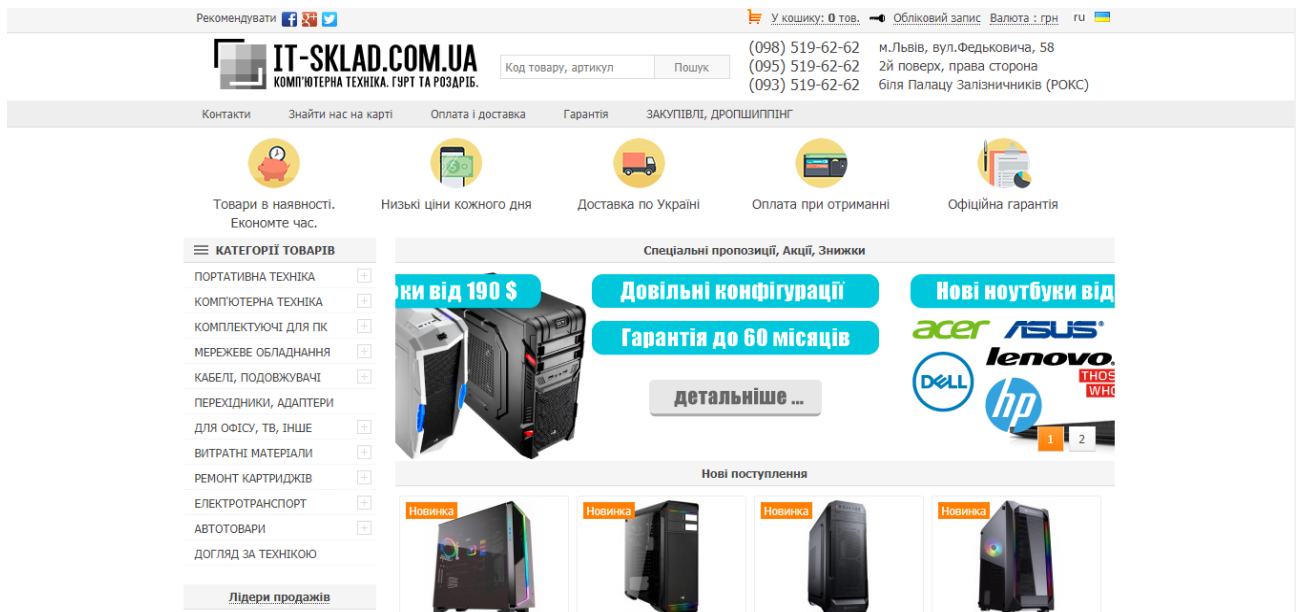 Рекомендувати
У кошику: 0 тов. Обліковий запис Валюта : грн ru
IT-SKLAD.COM.UA
КОМП'ЮТЕРНА ТЕХНІКА. ГУРТ ТА РОЗДРІБ.
Код товару, артикул Пошук
(098) 519-62-62
(095) 519-62-62
(093) 519-62-62
м.Львів, вул.Федьковича, 58
2й поверх, права сторона
біля Палацу Залізничників (РОКС)
Контакти Знайти нас на карті Оплата і доставка Гарантія ЗАКУПІВЛІ, ДРОПШИППІНГ
Товари в наявності.
Економте час.
Низькі ціни кожного дня
Доставка по Україні
Оплата при отриманні
Офіційна гарантія
КАТЕГОРІЇ ТОВАРІВ
ПОРТАТИВНА ТЕХНІКА
КОМП'ЮТЕРНА ТЕХНІКА
КОМПЛЕКТУЮЧІ ДЛЯ ПК
МЕРЕЖЕВЕ ОБЛАДНАННЯ
КАБЕЛІ, ПОДОВЖУВАЧІ
ПЕРЕХІДНИКИ, АДАПТЕРИ
ДЛЯ ОФІСУ, ТВ, ІНШЕ
ВИТРАТНІ МАТЕРІАЛИ
РЕМОНТ КАРТРИДЖІВ
ЕЛЕКТРОТРАНСПОРТ
АВТОТОВАРИ
ДОГЛЯД ЗА ТЕХНІКОЮ
Лідери продажів
Спеціальні пропозиції, Акції, Знижки
ки від 190 $
Довільні конфігурації
Гарантія до 60 місяців
детальніше ...
Нові ноутбуки від
acer ASUS
lenovo
DELL
hp
THOS
WHO
1 2
Нові поступлення
Новинка Новинка Новинка Новинка